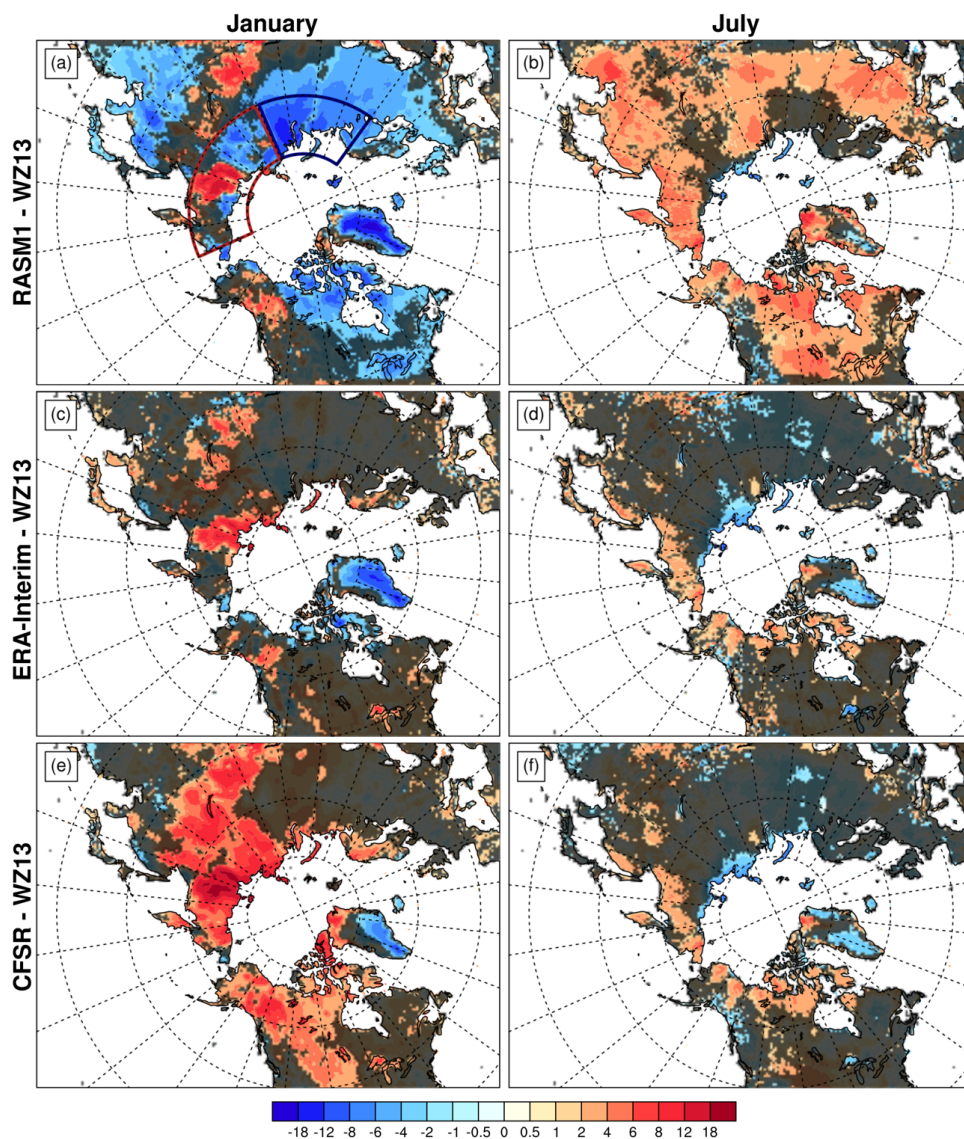 January July
(a) (b)
RASM1 - WZ13
(c) (d)
ERA-Interim - WZ13
(e) (f)
CFSR - WZ13
-18 -12 -8 -6 -4 -2 -1 -0.5 0 0.5 1 2 4 6 8 12 18